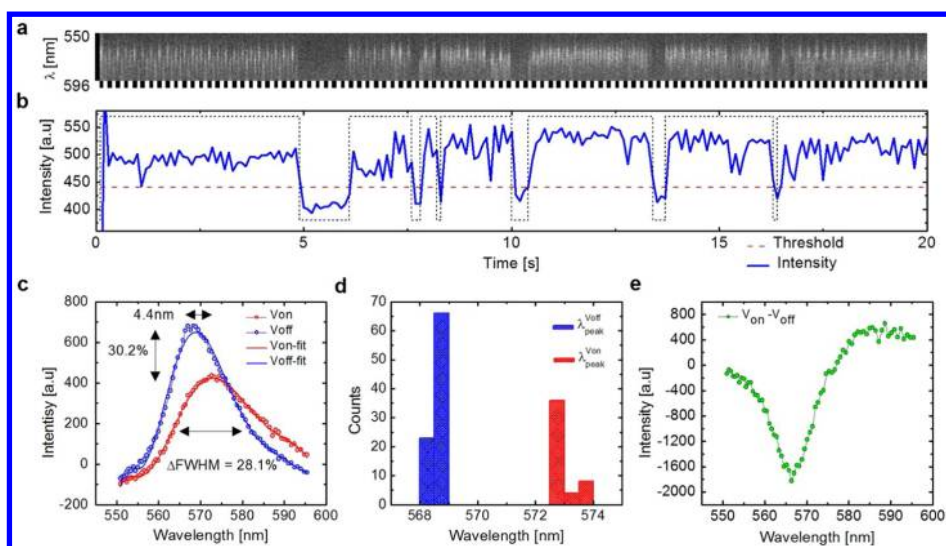 a
λ [nm]
550
596
b
Intensity [a.u]
550
500
450
400
0
5
10
15
20
Time [s]
Threshold
Intensity
c
Intentisy [a.u]
800
600
400
200
0
-200
4.4nm
30.2%
Von
Voff
Von-fit
Voff-fit
ΔFWHM = 28.1%
550 560 570 580 590 600
Wavelength [nm]
d
Counts
70
60
50
40
30
20
10
0
λ peak Voff
λ peak Von
568 570 572 574
Wavelength [nm]
e
Intensity [a.u]
800
400
0
-400
-800
-1200
-1600
-2000
Von -Voff
550 560 570 580 590 600
Wavelength [nm]